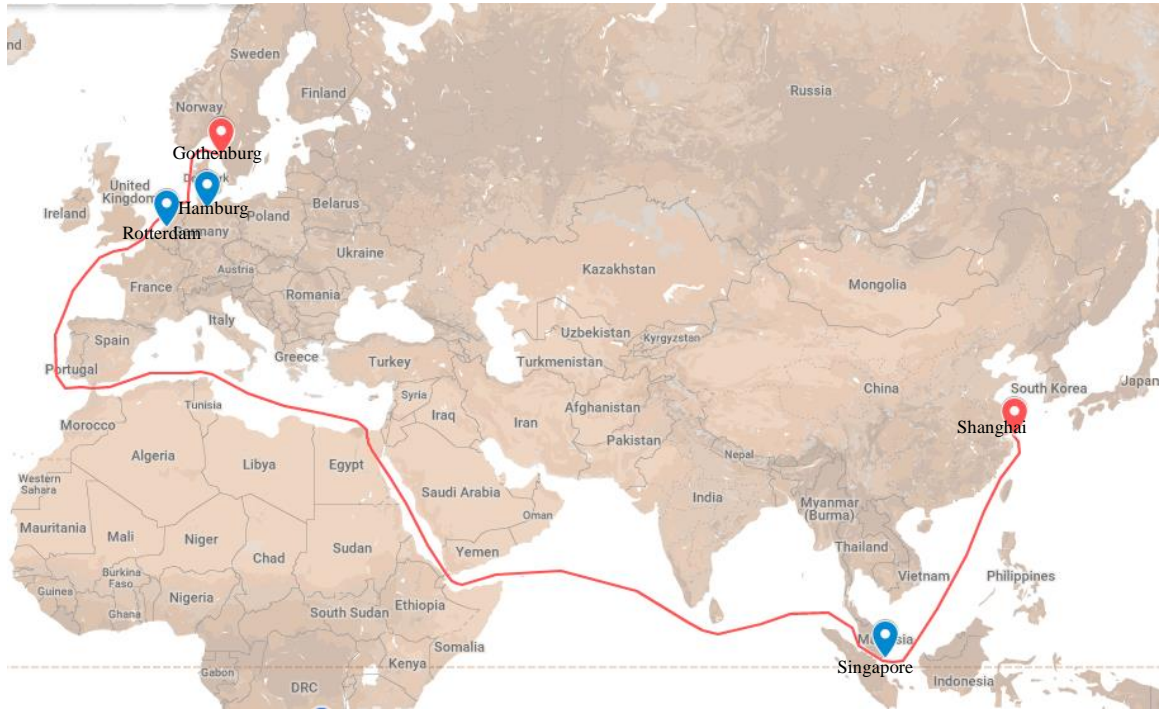 nd
Sweden
Finland
Norway
Russia
Gothenburg
United
Kingdom
Ireland
Hamburg
Belarus
Poland
Rotterdam
Germany
Ukraine
Austria
France
Romania
Kazakhstan
Mongolia
Italy
Spain
Uzbekistan
Kyrgyzstan
Greece
Turkey
Turkmenistan
Portugal
Syria
China
South Korea
Japan
Tunisia
Iraq
Iran
Afghanistan
Morocco
Shanghai
Pakistan
Algeria
Libya
Egypt
Nepal
Western
Sahara
Saudi Arabia
India
Myanmar
(Burma)
Oman
Mauritania
Mali
Niger
Chad
Sudan
Yemen
Thailand
Vietnam
Philippines
Burkina
Faso
Guinea
Nigeria
Ghana
South Sudan
Ethiopia
Somalia
Singapore
Kenya
Gabon
DRC
Indonesia